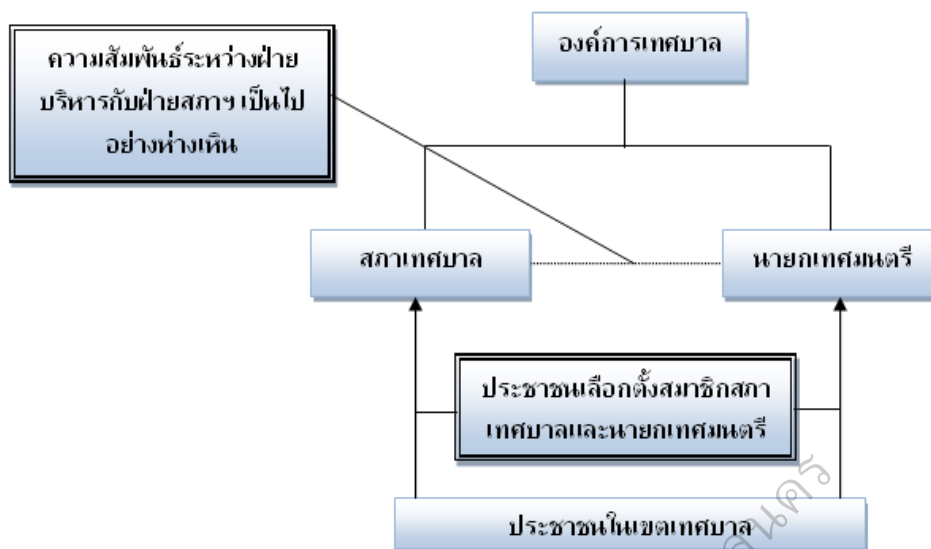 องค์การเทศบาล
ความสัมพันธ์ระหว่างฝ่าย
บริหารกับฝ่ายสภาฯ เป็นไป
อย่างห่างเหิน
สภาเทศบาล
นายกเทศมนตรี
ประชาชนเลือกตั้งสมาชิกสภา
เทศบาลและนายกเทศมนตรี
ประชาชนในเขตเทศบาล